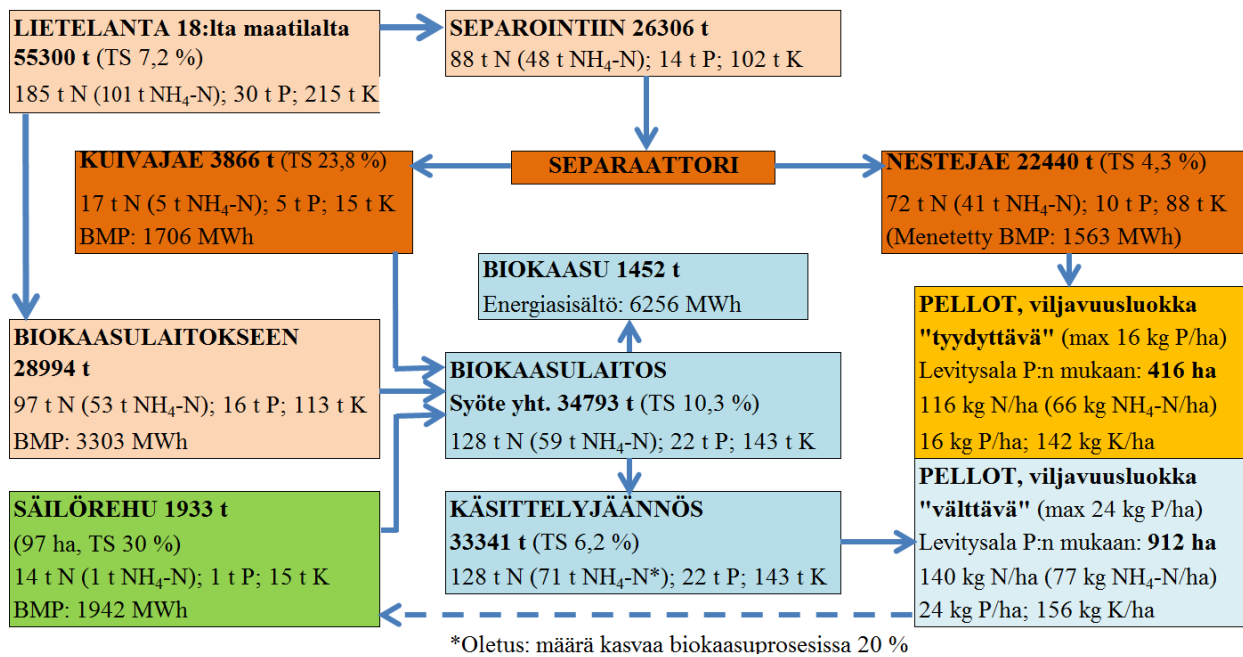 LIETELANTA 18:lta maatilalta
55300 t (TS 7,2 %)
185 t N (101 t NH₄-N); 30 t P; 215 t K
SEPAROINTIIN 26306 t
88 t N (48 t NH₄-N); 14 t P; 102 t K
KUIVAJAE 3866 t (TS 23,8 %)
17 t N (5 t NH₄-N); 5 t P; 15 t K
BMP: 1706 MWh
SEPARAATTORI
NESTEJAE 22440 t (TS 4,3 %)
72 t N (41 t NH₄-N); 10 t P; 88 t K
(Menetetty BMP: 1563 MWh)
BIOKAASU 1452 t
Energiasisältö: 6256 MWh
PELLOT, viljavuusluokka
"tyydyttävä" (max 16 kg P/ha)
Levitysala P:n mukaan: 416 ha
116 kg N/ha (66 kg NH₄-N/ha)
16 kg P/ha; 142 kg K/ha
BIOKAASULAITOKSEEN
28994 t
97 t N (53 t NH₄-N); 16 t P; 113 t K
BMP: 3303 MWh
BIOKAASULAITOS
Syöte yht. 34793 t (TS 10,3 %)
128 t N (59 t NH₄-N); 22 t P; 143 t K
SÄILÖREHU 1933 t
(97 ha, TS 30 %)
14 t N (1 t NH₄-N); 1 t P; 15 t K
BMP: 1942 MWh
KÄSITTELYJÄÄNNÖS
33341 t (TS 6,2 %)
128 t N (71 t NH₄-N*); 22 t P; 143 t K
PELLOT, viljavuusluokka
"välttävä" (max 24 kg P/ha)
Levitysala P:n mukaan: 912 ha
140 kg N/ha (77 kg NH₄-N/ha)
24 kg P/ha; 156 kg K/ha
*Oletus: määrä kasvaa biokaasuprosesissa 20 %